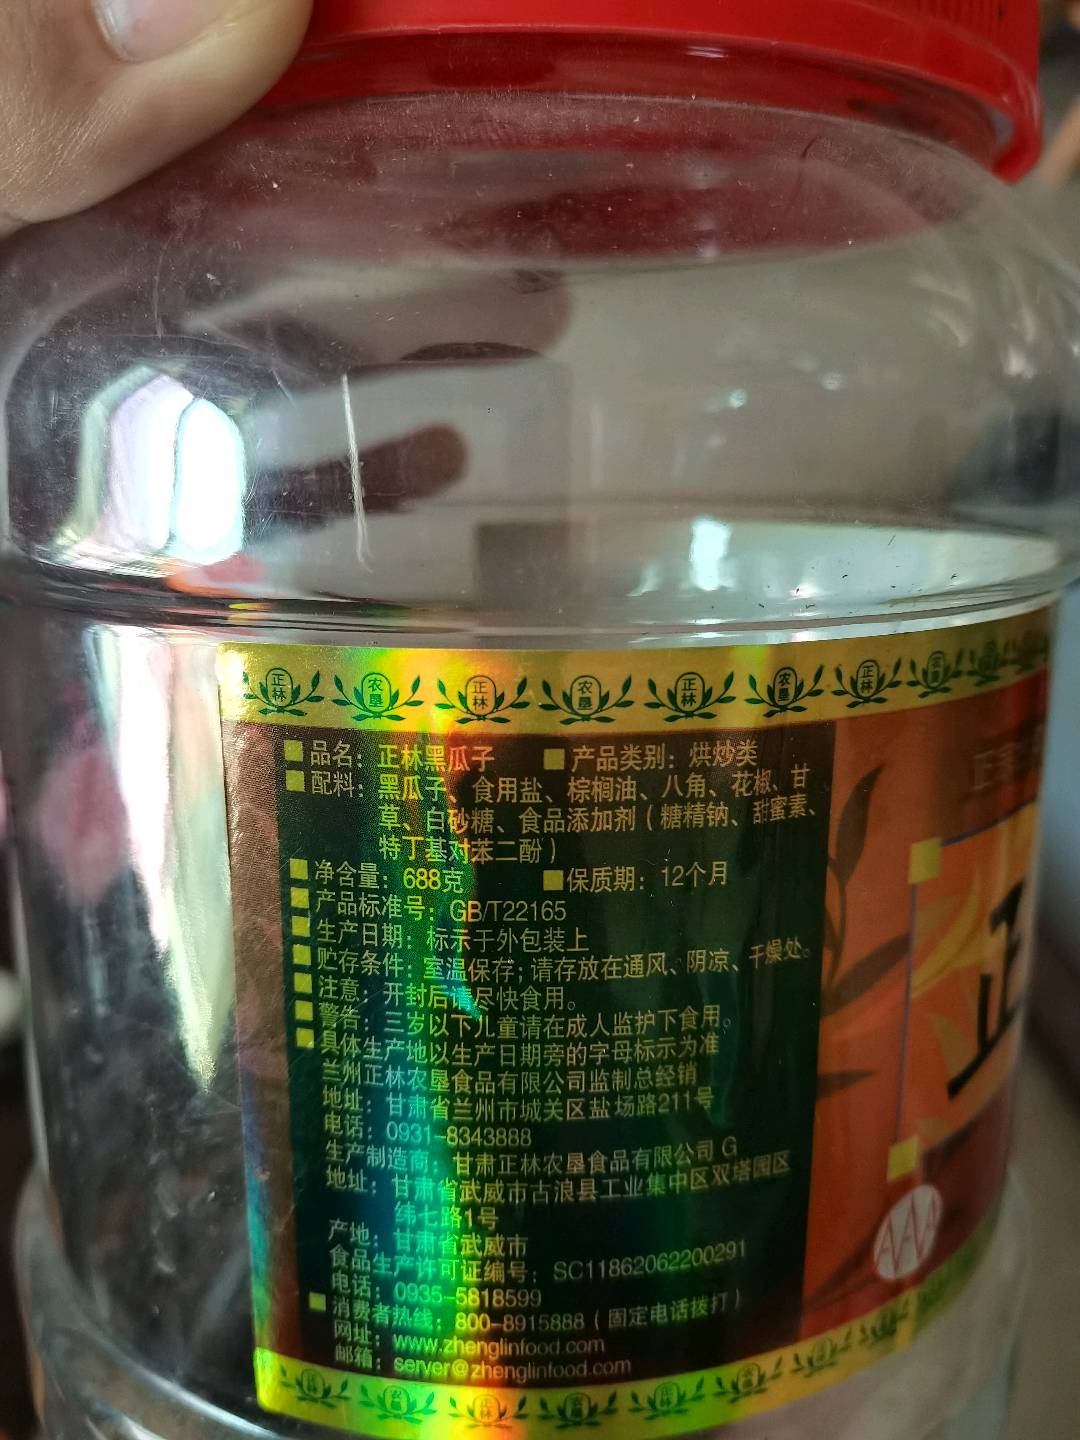 正林 农垦 正林 农垦 正林 农垦 正林 农垦
品名：正林黑瓜子 产品类别：烘炒类
配料：黑瓜子、食用盐、棕榈油、八角、花椒、甘
草、白砂糖、食品添加剂（糖精钠、甜蜜素、
特丁基对苯二酚）
净含量：688克 保质期：12个月
产品标准号：GB/T22165
生产日期：标示于外包装上
贮存条件：室温保存；请存放在通风、阴凉、干燥处。
注意：开封后请尽快食用。
警告：三岁以下儿童请在成人监护下食用。
具体生产地以生产日期旁的字母标示为准
兰州正林农垦食品有限公司监制总经销
地址：甘肃省兰州市城关区盐场路211号
电话：0931-8343888
生产制造商：甘肃正林农垦食品有限公司 G
地址：甘肃省武威市古浪县工业集中区双塔园区
纬七路1号
产地：甘肃省武威市
食品生产许可证编号：SC11862062200291
电话：0935-5818599
消费者热线：800-8915888（固定电话拨打）
网址：www.zhenglinfood.com
邮箱：server@zhenglinfood.com
正
AAA
正林 农垦 正林 农垦 正林